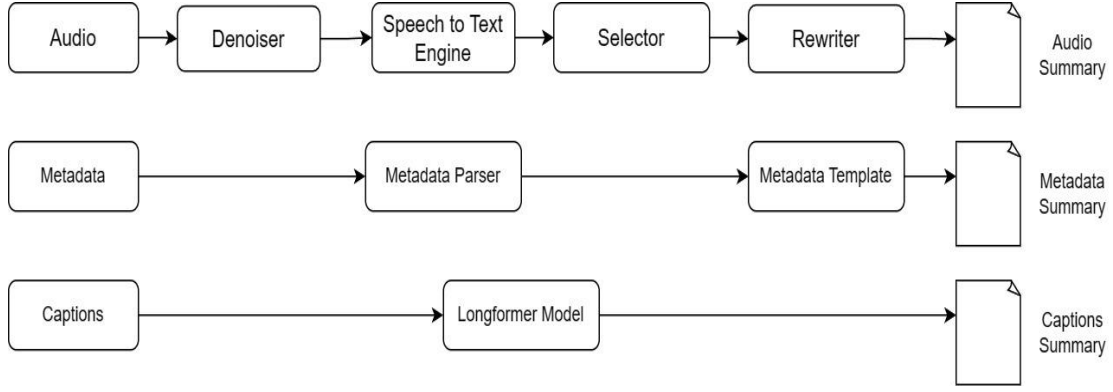 Audio
Denoiser
Speech to Text
Engine
Selector
Rewriter
Audio
Summary
Metadata
Metadata Parser
Metadata Template
Metadada
Summary
Captions
Longformer Model
Captions
Summary